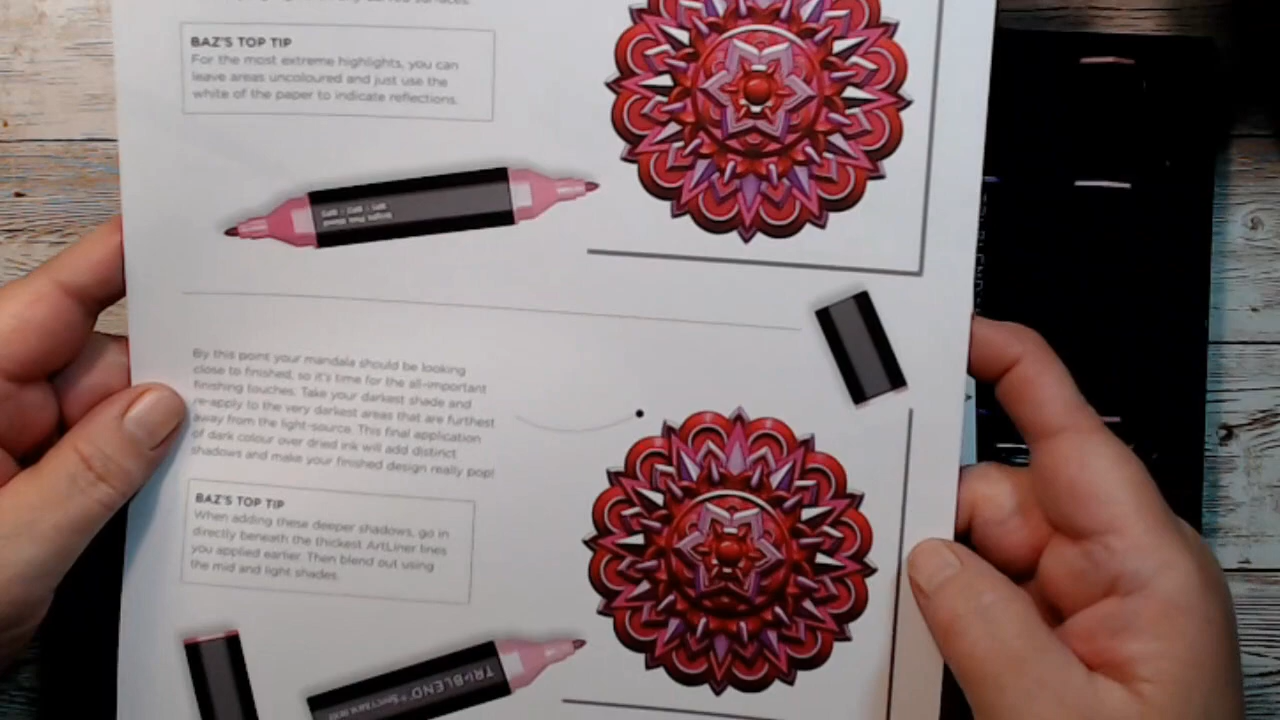 BAZ'S TOP TIP
For the most extreme highlights, you can
leave areas uncoloured and just use the
white of the paper to indicate reflections.
Bright Pink Blend
By this point your mandala should be looking
close to finished, so it's time for the all-important
finishing touches. Take your darkest shade and
re-apply to the very darkest areas that are furthest
away from the light-source. This final application
of dark colour over dried ink will add distinct
shadows and make your finished design really pop!
BAZ'S TOP TIP
When adding these deeper shadows, go in
directly beneath the thickest ArtLiner lines
you applied earlier. Then blend out using
the mid and light shades.
TRI-BLEND